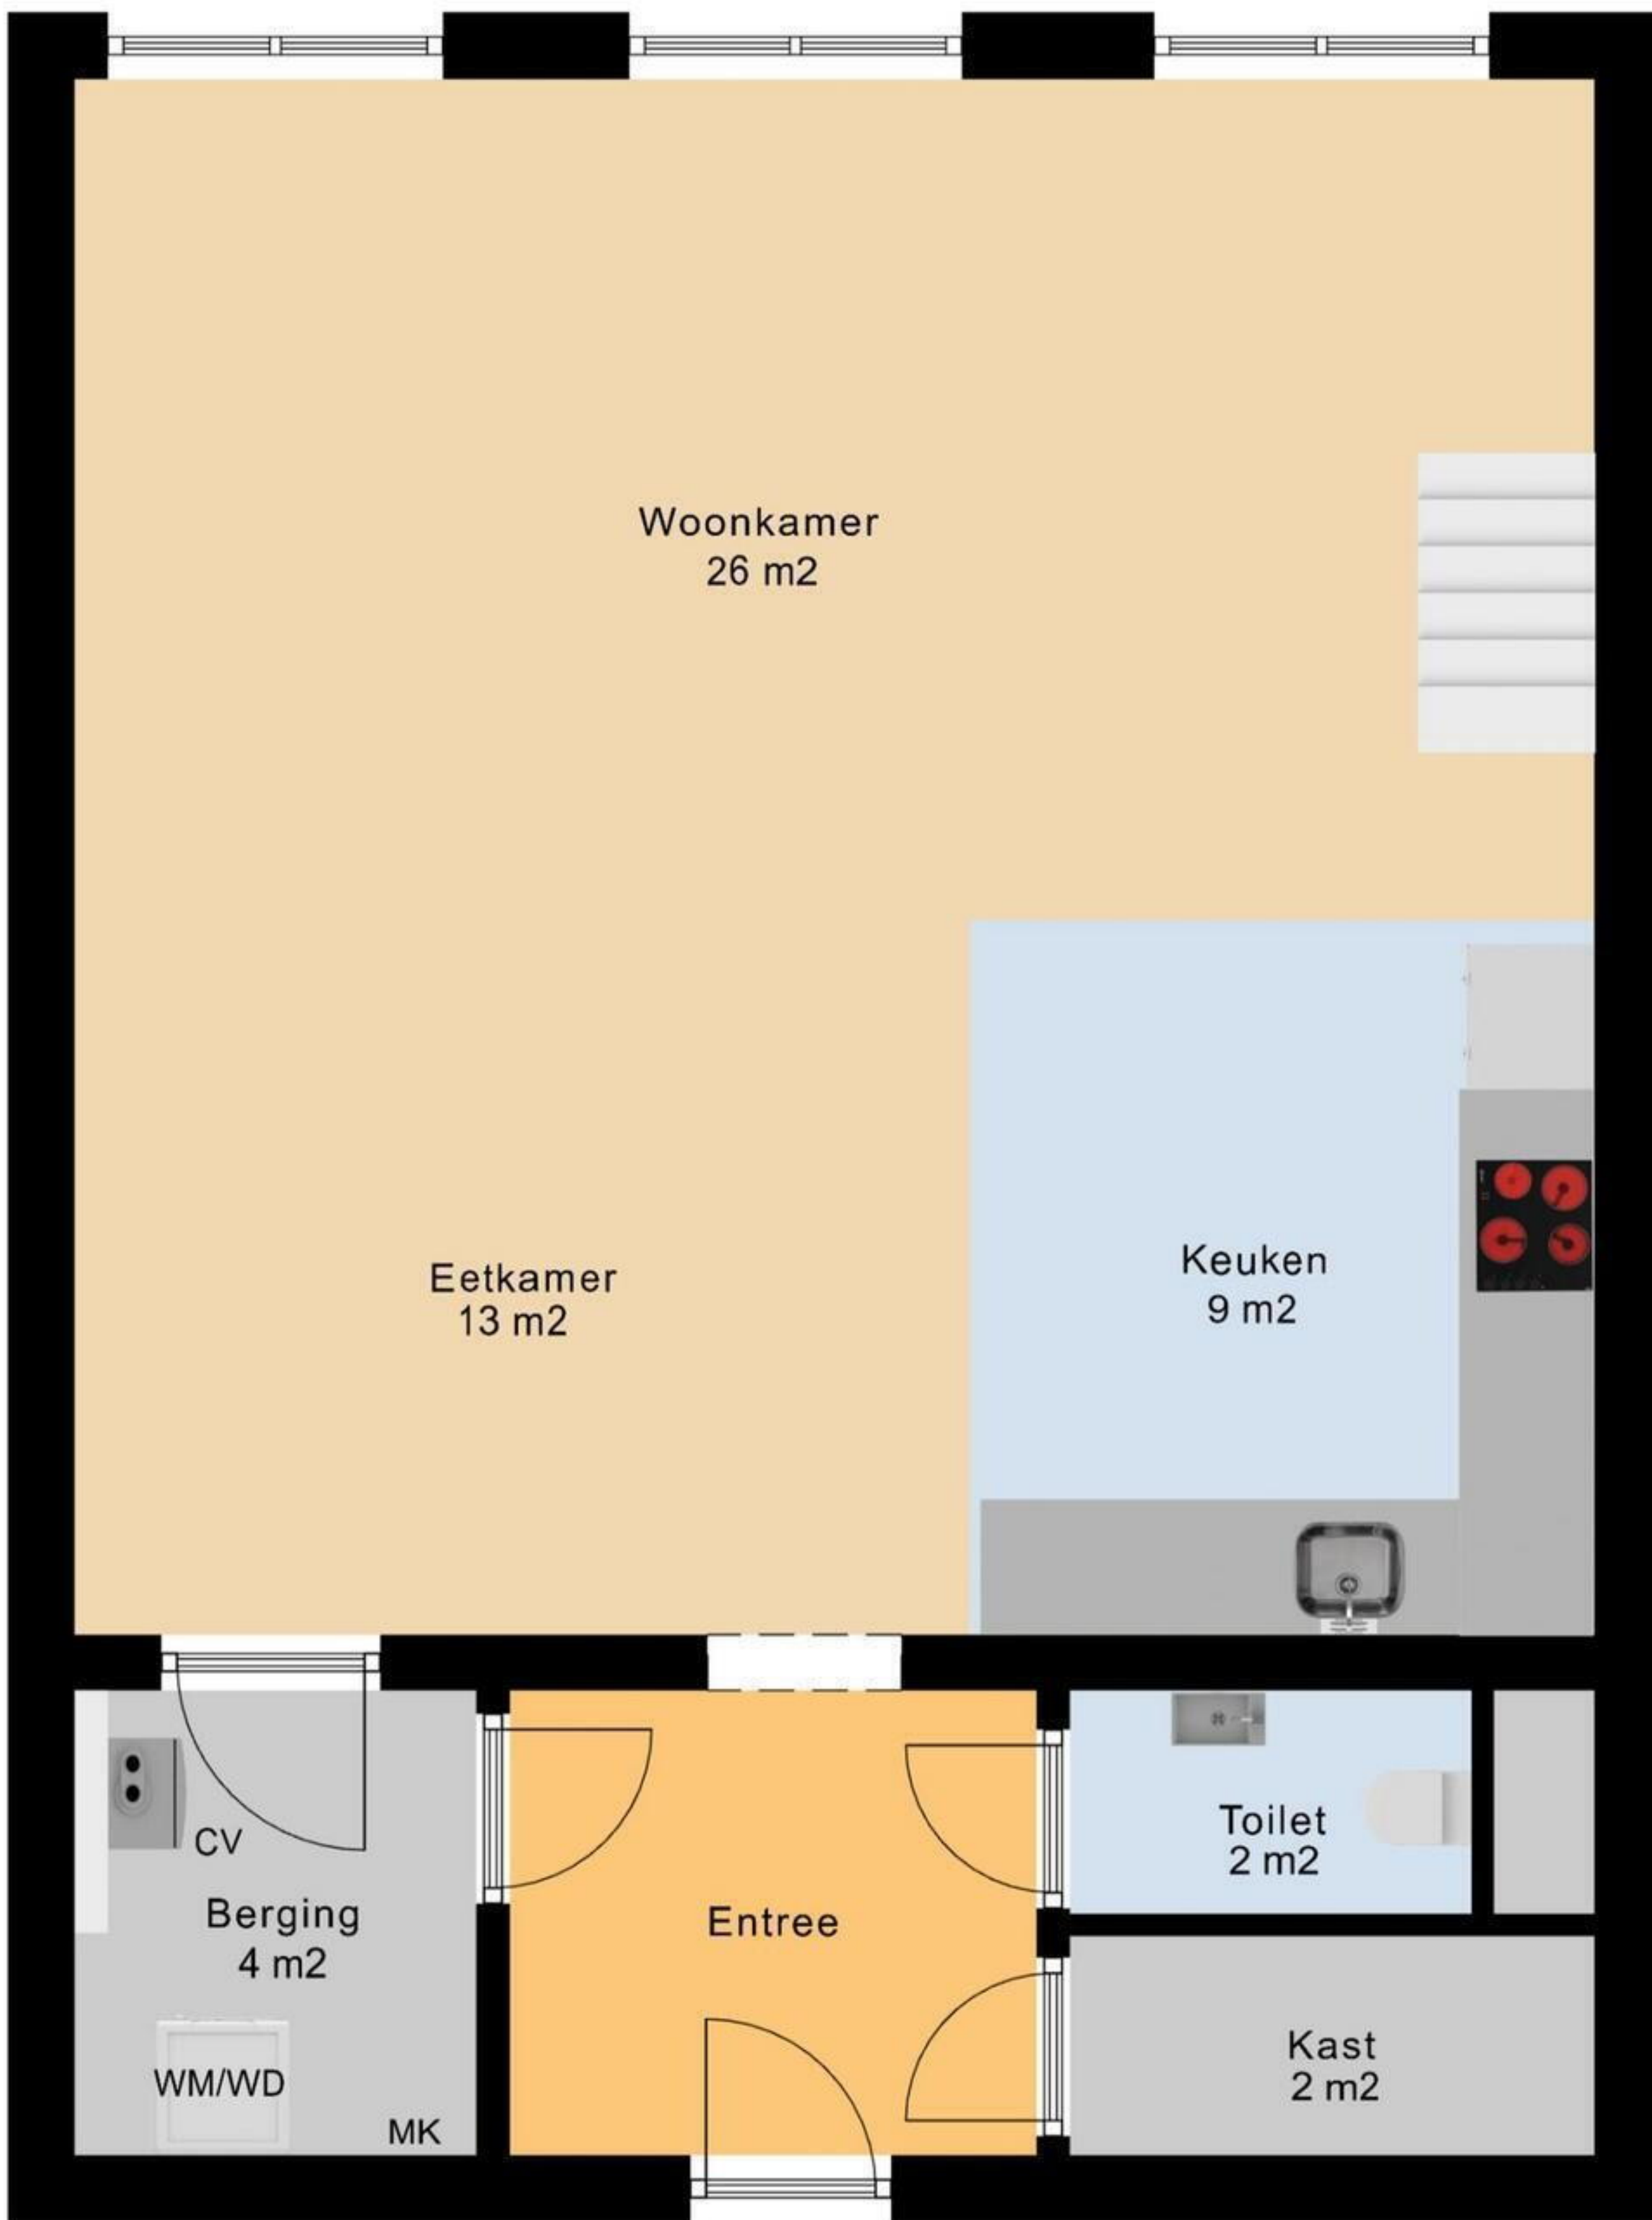 Woonkamer
26 m2
Eetkamer
13 m2
Keuken
9 m2
CV
Berging
4 m2
WM/WD
MK
Entree
Toilet
2 m2
Kast
2 m2